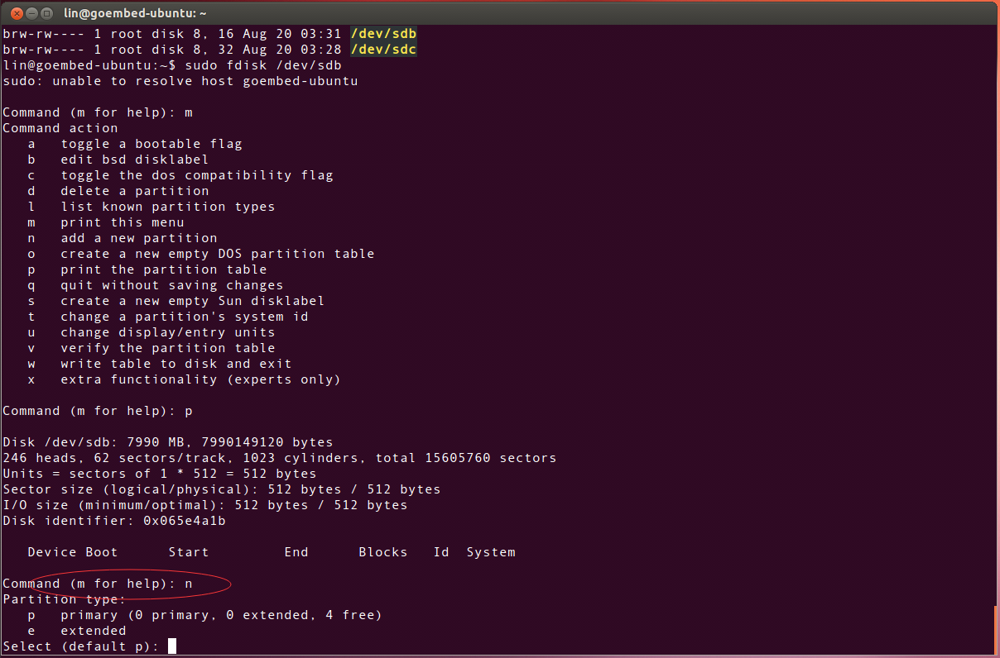 lin@goembed-ubuntu: ~
brw-rw---- 1 root disk 8, 16 Aug 20 03:31 /dev/sdb
brw-rw---- 1 root disk 8, 32 Aug 20 03:28 /dev/sdc
lin@goembed-ubuntu:~$ sudo fdisk /dev/sdb
sudo: unable to resolve host goembed-ubuntu
Command (m for help): m
Command action
a   toggle a bootable flag
b   edit bsd disklabel
c   toggle the dos compatibility flag
d   delete a partition
l   list known partition types
m   print this menu
n   add a new partition
o   create a new empty DOS partition table
p   print the partition table
q   quit without saving changes
s   create a new empty Sun disklabel
t   change a partition's system id
u   change display/entry units
v   verify the partition table
w   write table to disk and exit
x   extra functionality (experts only)
Command (m for help): p
Disk /dev/sdb: 7990 MB, 7990149120 bytes
246 heads, 62 sectors/track, 1023 cylinders, total 15605760 sectors
Units = sectors of 1 * 512 = 512 bytes
Sector size (logical/physical): 512 bytes / 512 bytes
I/O size (minimum/optimal): 512 bytes / 512 bytes
Disk identifier: 0x065e4a1b
Device Boot      Start         End      Blocks   Id  System
Command (m for help): n
Partition type:
p   primary (0 primary, 0 extended, 4 free)
e   extended
Select (default p):